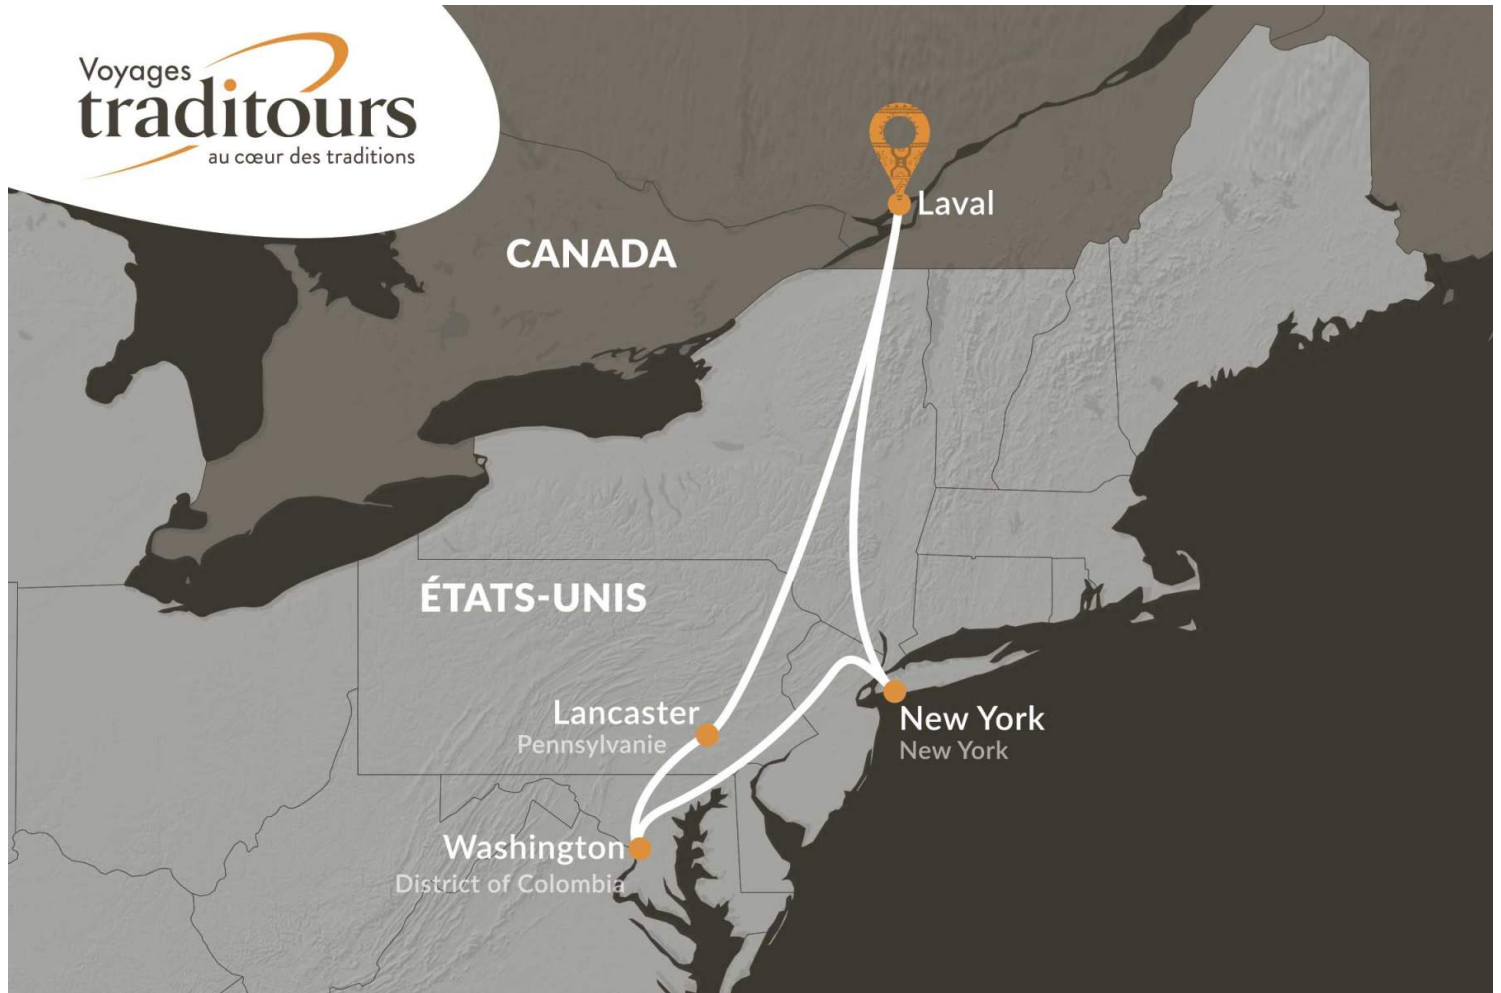 Voyages
traditours
au cœur des traditions
Laval
CANADA
ÉTATS-UNIS
Lancaster
Pennsylvanie
New York
New York
Washington
District of Colombia